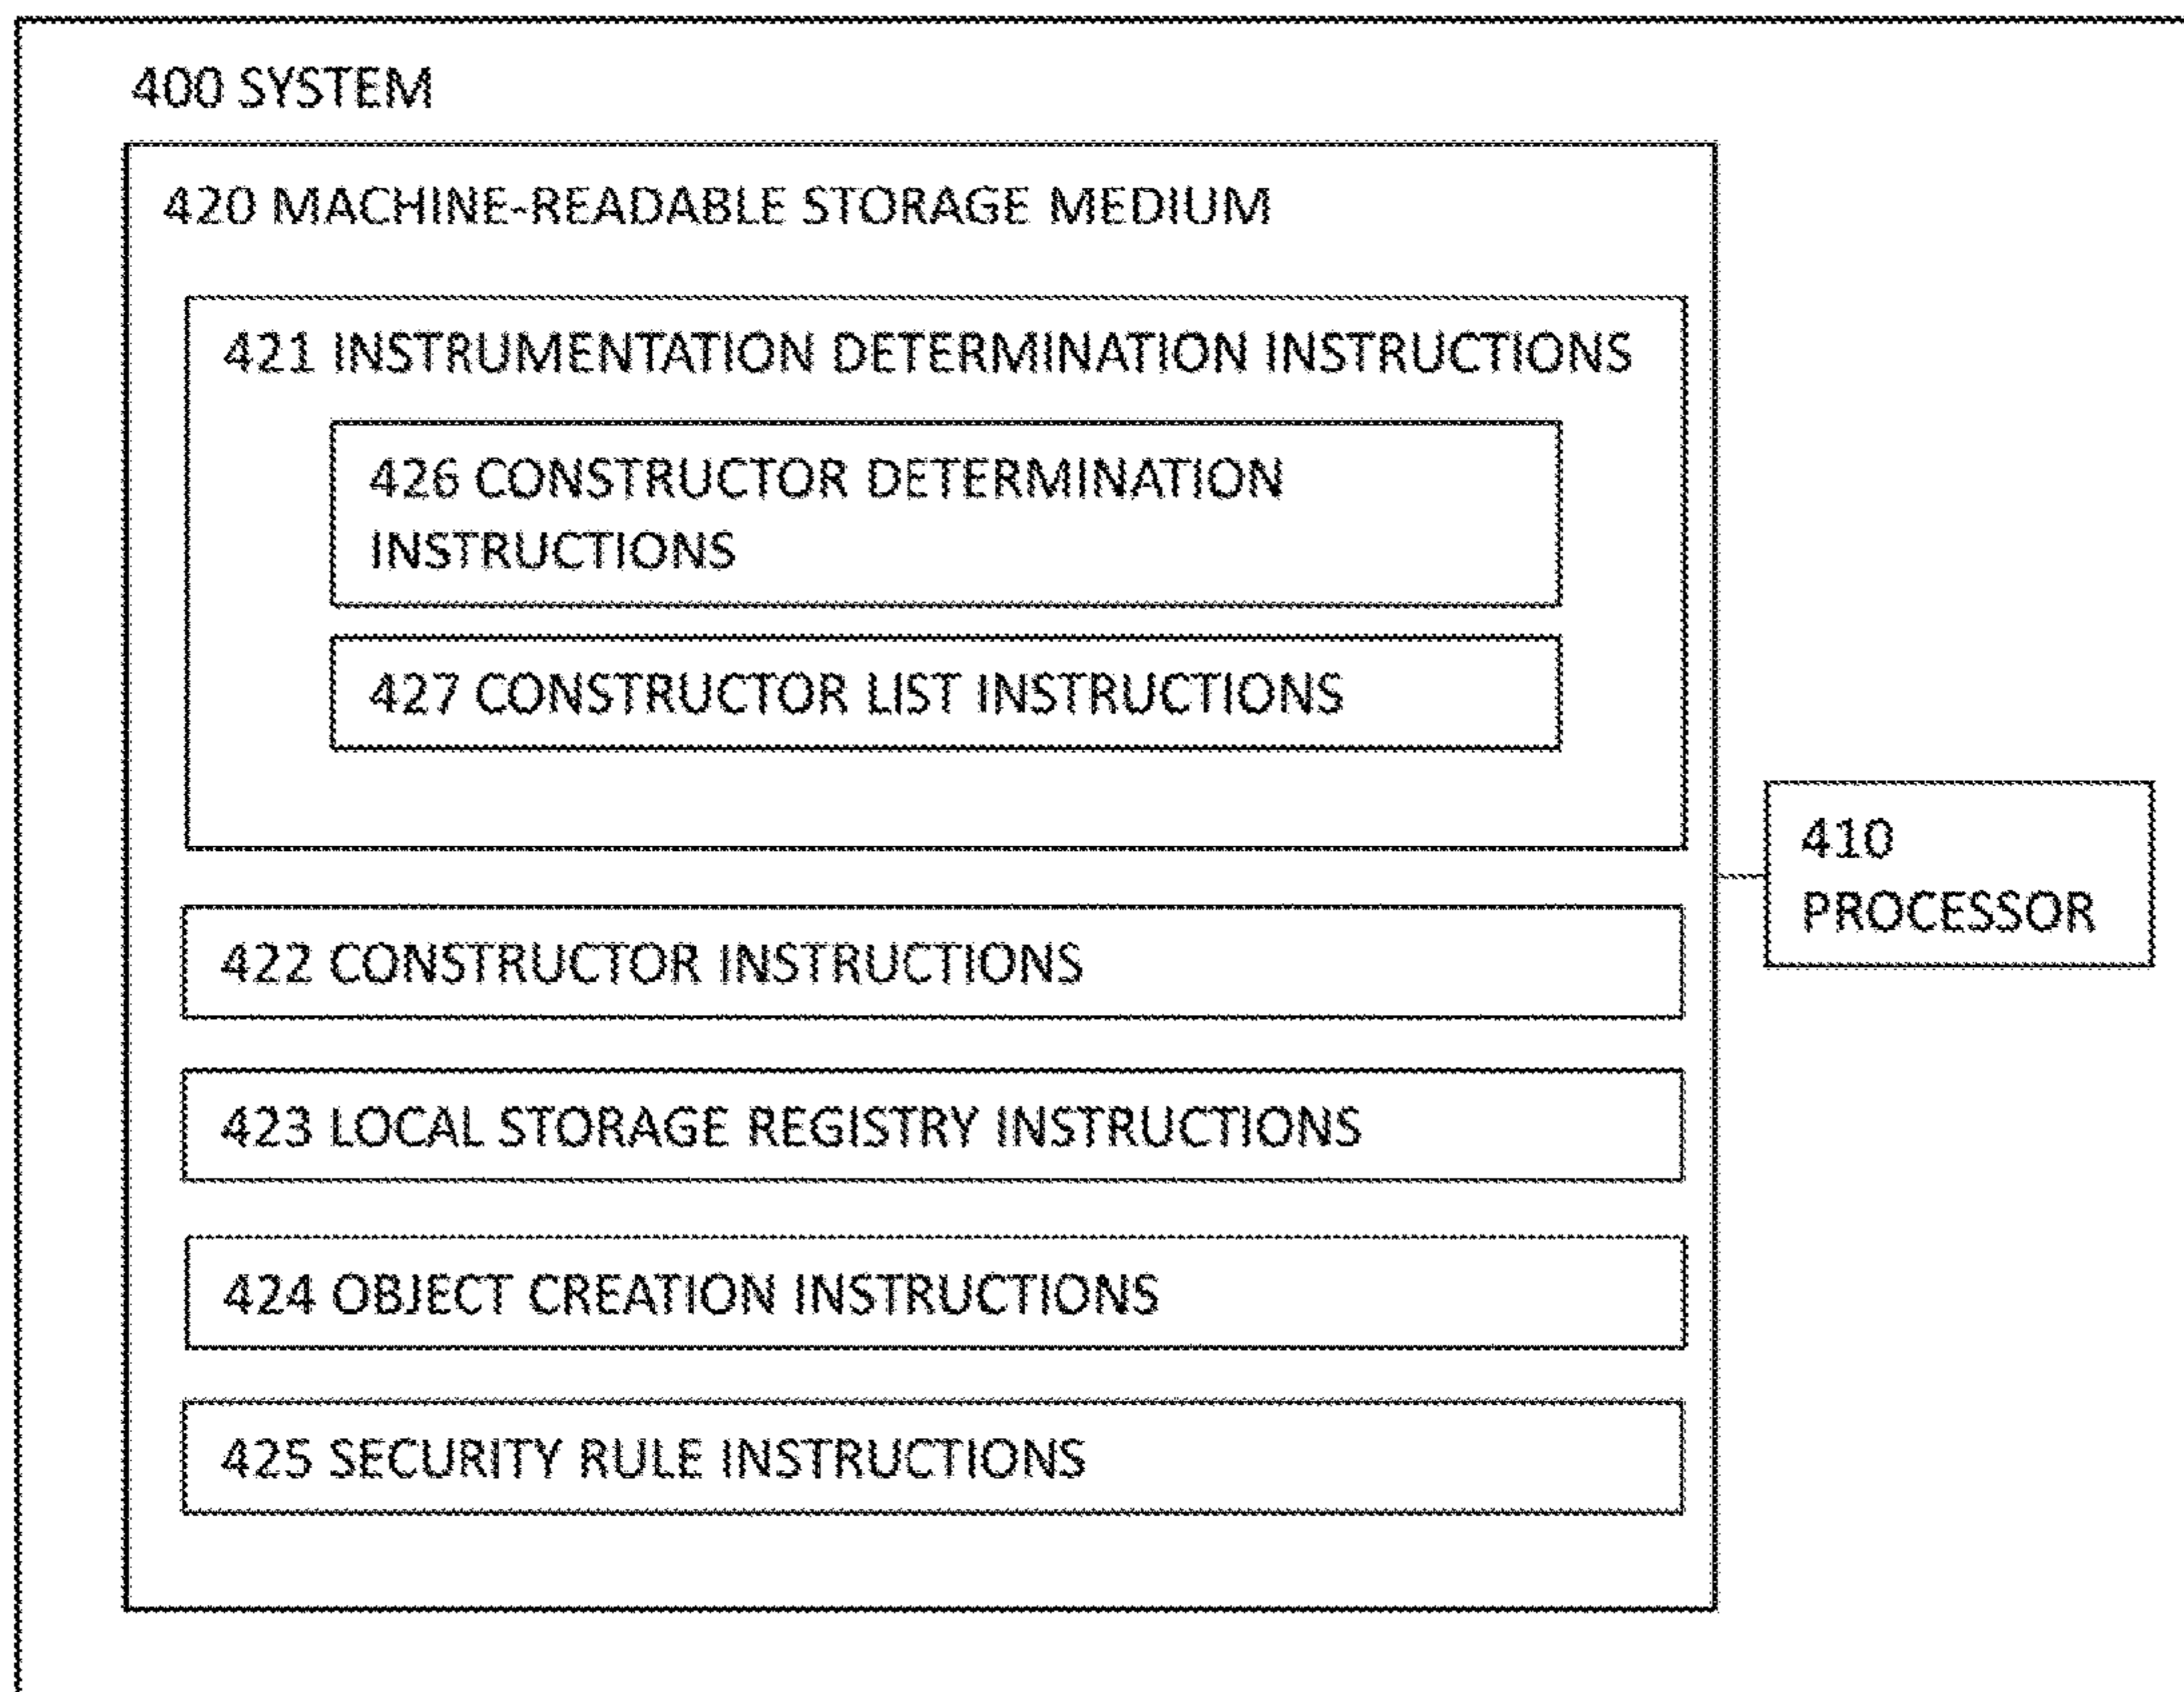 400 SYSTEM
420 MACHINE-READABLE STORAGE MEDIUM
421 INSTRUMENTATION DETERMINATION INSTRUCTIONS
426 CONSTRUCTOR DETERMINATION
INSTRUCTIONS
427 CONSTRUCTOR LIST INSTRUCTIONS
410
PROCESSOR
422 CONSTRUCTOR INSTRUCTIONS
423 LOCAL STORAGE REGISTRY INSTRUCTIONS
424 OBJECT CREATION INSTRUCTIONS
425 SECURITY RULE INSTRUCTIONS